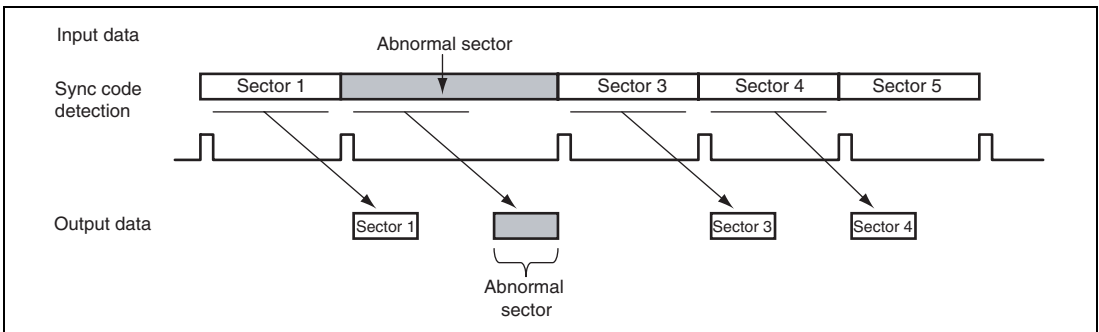 Input data
Abnormal sector
Sync code
detection
Sector 1
Sector 3
Sector 4
Sector 5
Output data
Sector 1
Sector 3
Sector 4
Abnormal
sector